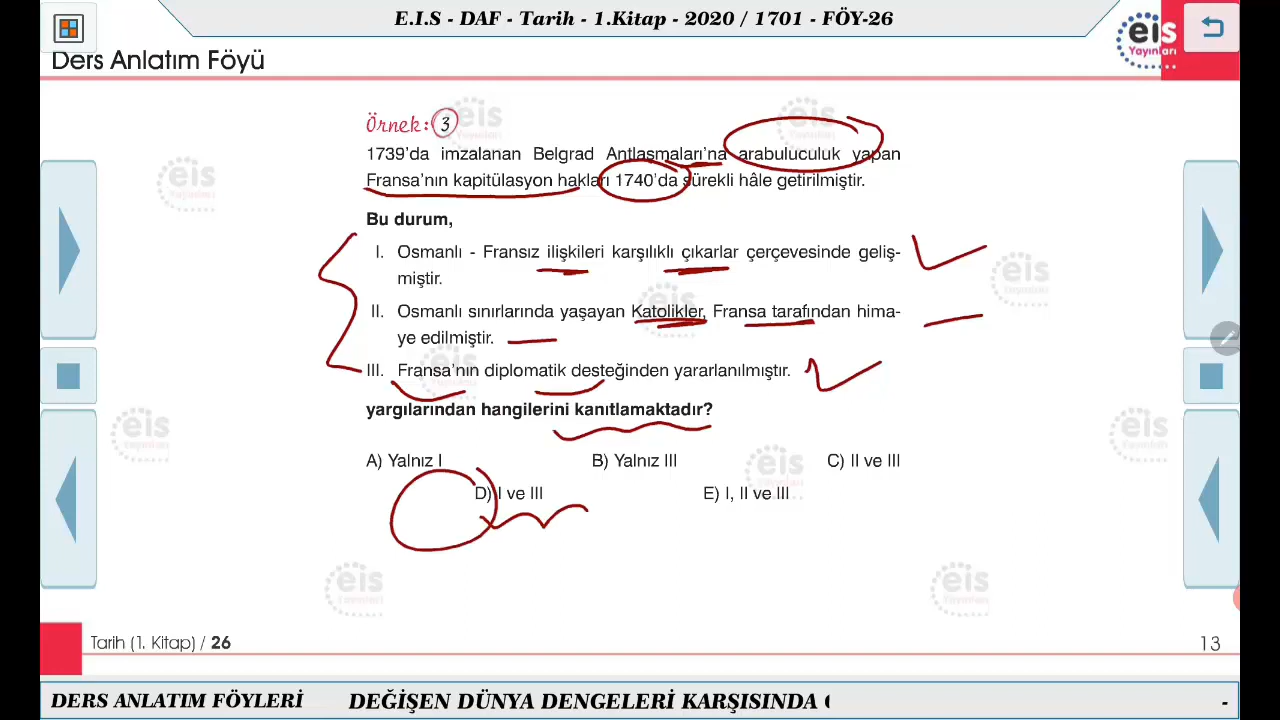 E.I.S - DAF - Tarih - 1.Kitap - 2020 / 1701 - FÖY-26
Ders Anlatım Föyü
eis
Yayınları
Örnek: 3
1739'da imzalanan Belgrad Antlaşmaları'na arabuluculuk yapan
Fransa'nın kapitülasyon hakları 1740'da sürekli hâle getirilmiştir.
Bu durum,
I. Osmanlı - Fransız ilişkileri karşılıklı çıkarlar çerçevesinde geliş-
miştir.
II. Osmanlı sınırlarında yaşayan Katolikler, Fransa tarafından hima-
ye edilmiştir.
III. Fransa'nın diplomatik desteğinden yararlanılmıştır.
yargılarından hangilerini kanıtlamaktadır?
A) Yalnız I B) Yalnız III C) II ve III
D) I ve III E) I, II ve III
Tarih (1. Kitap) / 26
13
DERS ANLATIM FÖYLERİ DEĞİŞEN DÜNYA DENGELERİ KARŞISINDA -